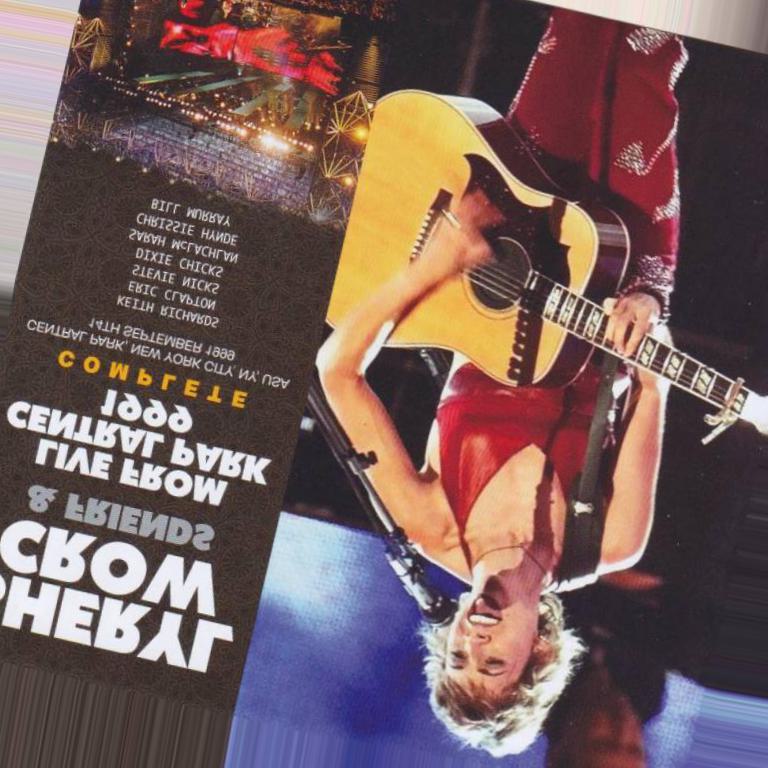 SHERYL
CROW
& FRIENDS
LIVE FROM
CENTRAL PARK
1999
COMPLETE
CENTRAL PARK, NEW YORK CITY, NY, USA
14TH SEPTEMBER 1999
KEITH RICHARDS
ERIC CLAPTON
STEVIE NICKS
DIXIE CHICKS
SARAH McLACHLAN
CHRISSIE HYNDE
BILL MURRAY